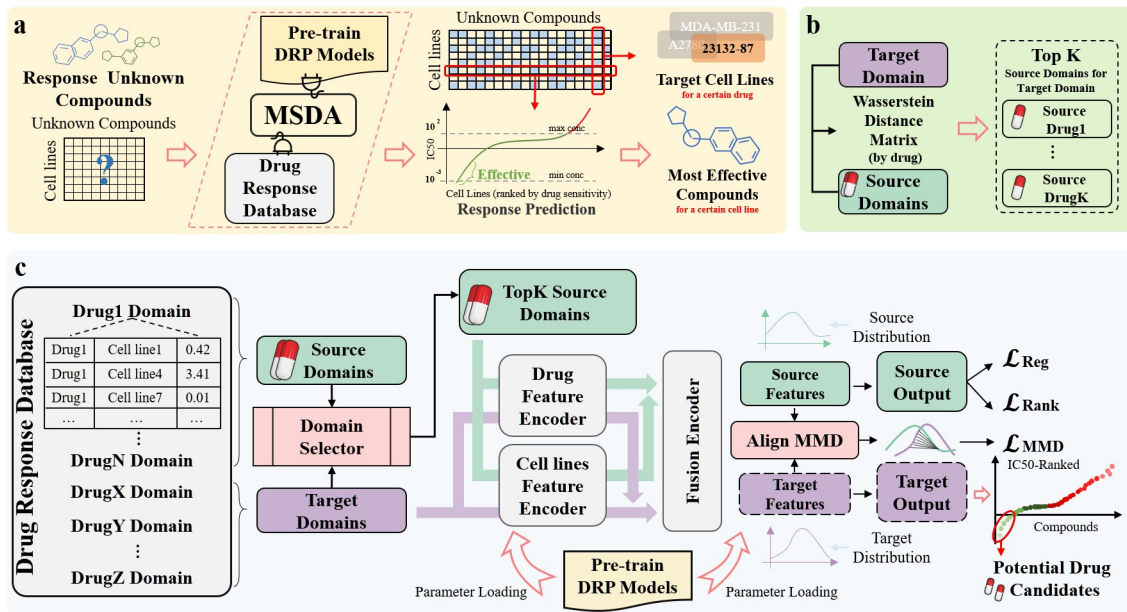 a
Response Unknown
Compounds
Unknown Compounds
Cell lines
?
Pre-train
DRP Models
MSDA
Drug
Response
Database
Unknown Compounds
Cell lines
10 2
max conc
IC50
Effective
10 -3
min conc
Cell Lines (ranked by drug sensitivity)
Response Prediction
MDA-MB-231
A278
23132-87
Target Cell Lines
for a certain drug
Most Effective
Compounds
for a certain cell line
b
Target
Domain
Wasserstein
Distance
Matrix
(by drug)
Source
Domains
Top K
Source Domains for
Target Domain
Source
Drug1
⋮
Source
DrugK
c
Drug Response Database
Drug1 Domain
Drug1 Cell line1 0.42
Drug1 Cell line4 3.41
Drug1 Cell line7 0.01
... ... ...
⋮
DrugN Domain
DrugX Domain
DrugY Domain
⋮
DrugZ Domain
Source
Domains
Domain
Selector
Target
Domains
TopK Source
Domains
Drug
Feature
Encoder
Cell lines
Feature
Encoder
Fusion Encoder
Parameter Loading
Pre-train
DRP Models
Parameter Loading
Source
Distribution
Source
Features
Source
Output
ℒReg
ℒRank
Align MMD
ℒMMD
Target
Features
Target
Output
Target
Distribution
IC50-Ranked
Compounds
Potential Drug
Candidates